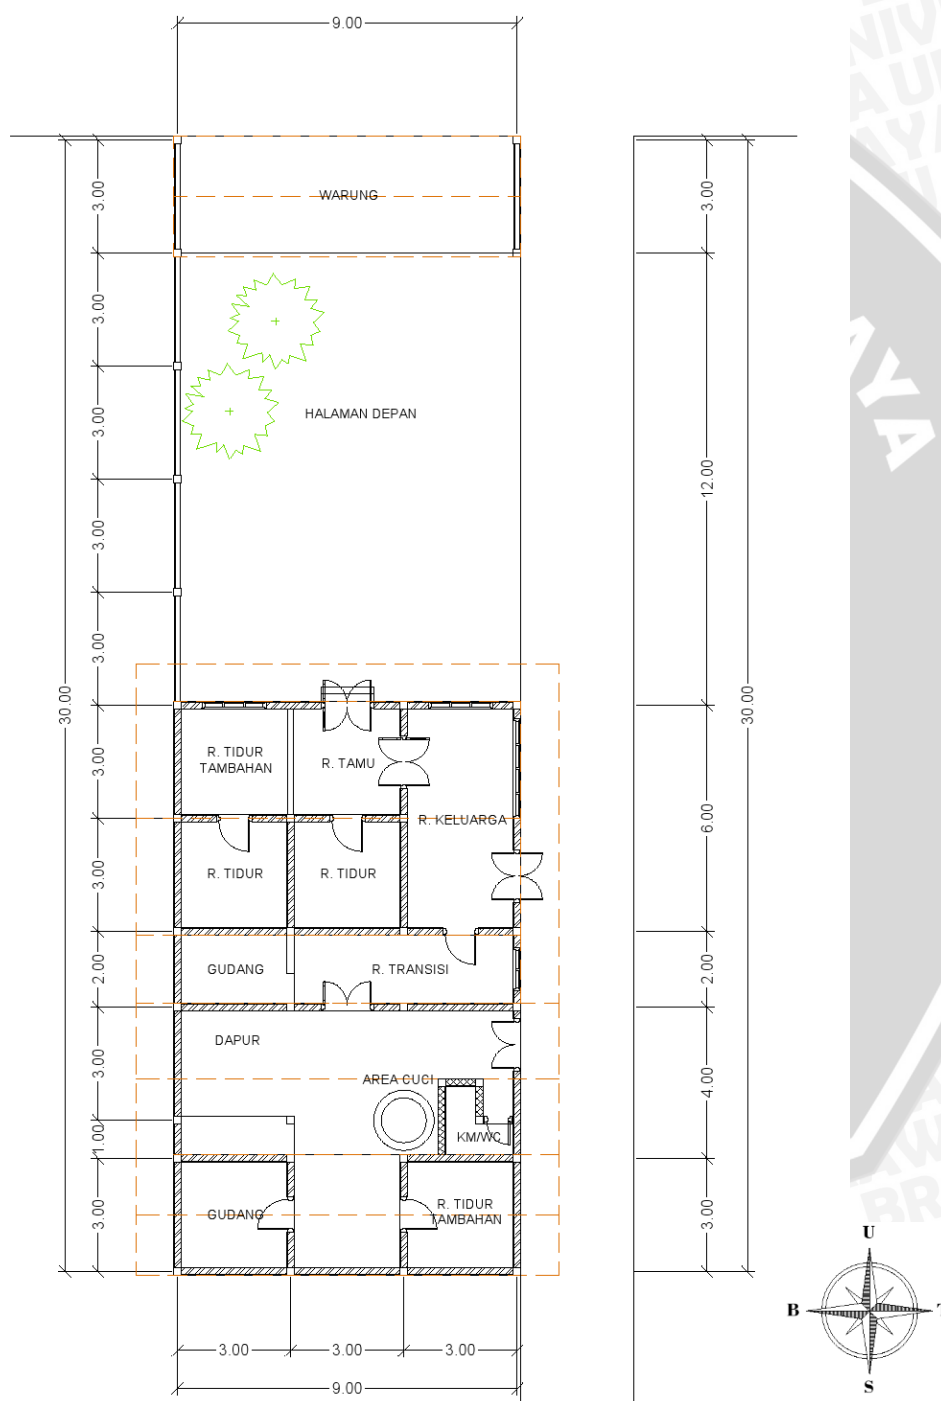 9.00
WARUNG
3.00
3.00
3.00
3.00
3.00
3.00
3.00
2.00
3.00
1.00
3.00
30.00
3.00
12.00
6.00
2.00
4.00
3.00
30.00
HALAMAN DEPAN
R. TIDUR
TAMBAHAN
R. TAMU
R. KELUARGA
R. TIDUR
R. TIDUR
GUDANG
R. TRANSISI
DAPUR
AREA CUCI
KM/WC
GUDANG
R. TIDUR
TAMBAHAN
3.00
3.00
3.00
9.00
U
B
S
AYA